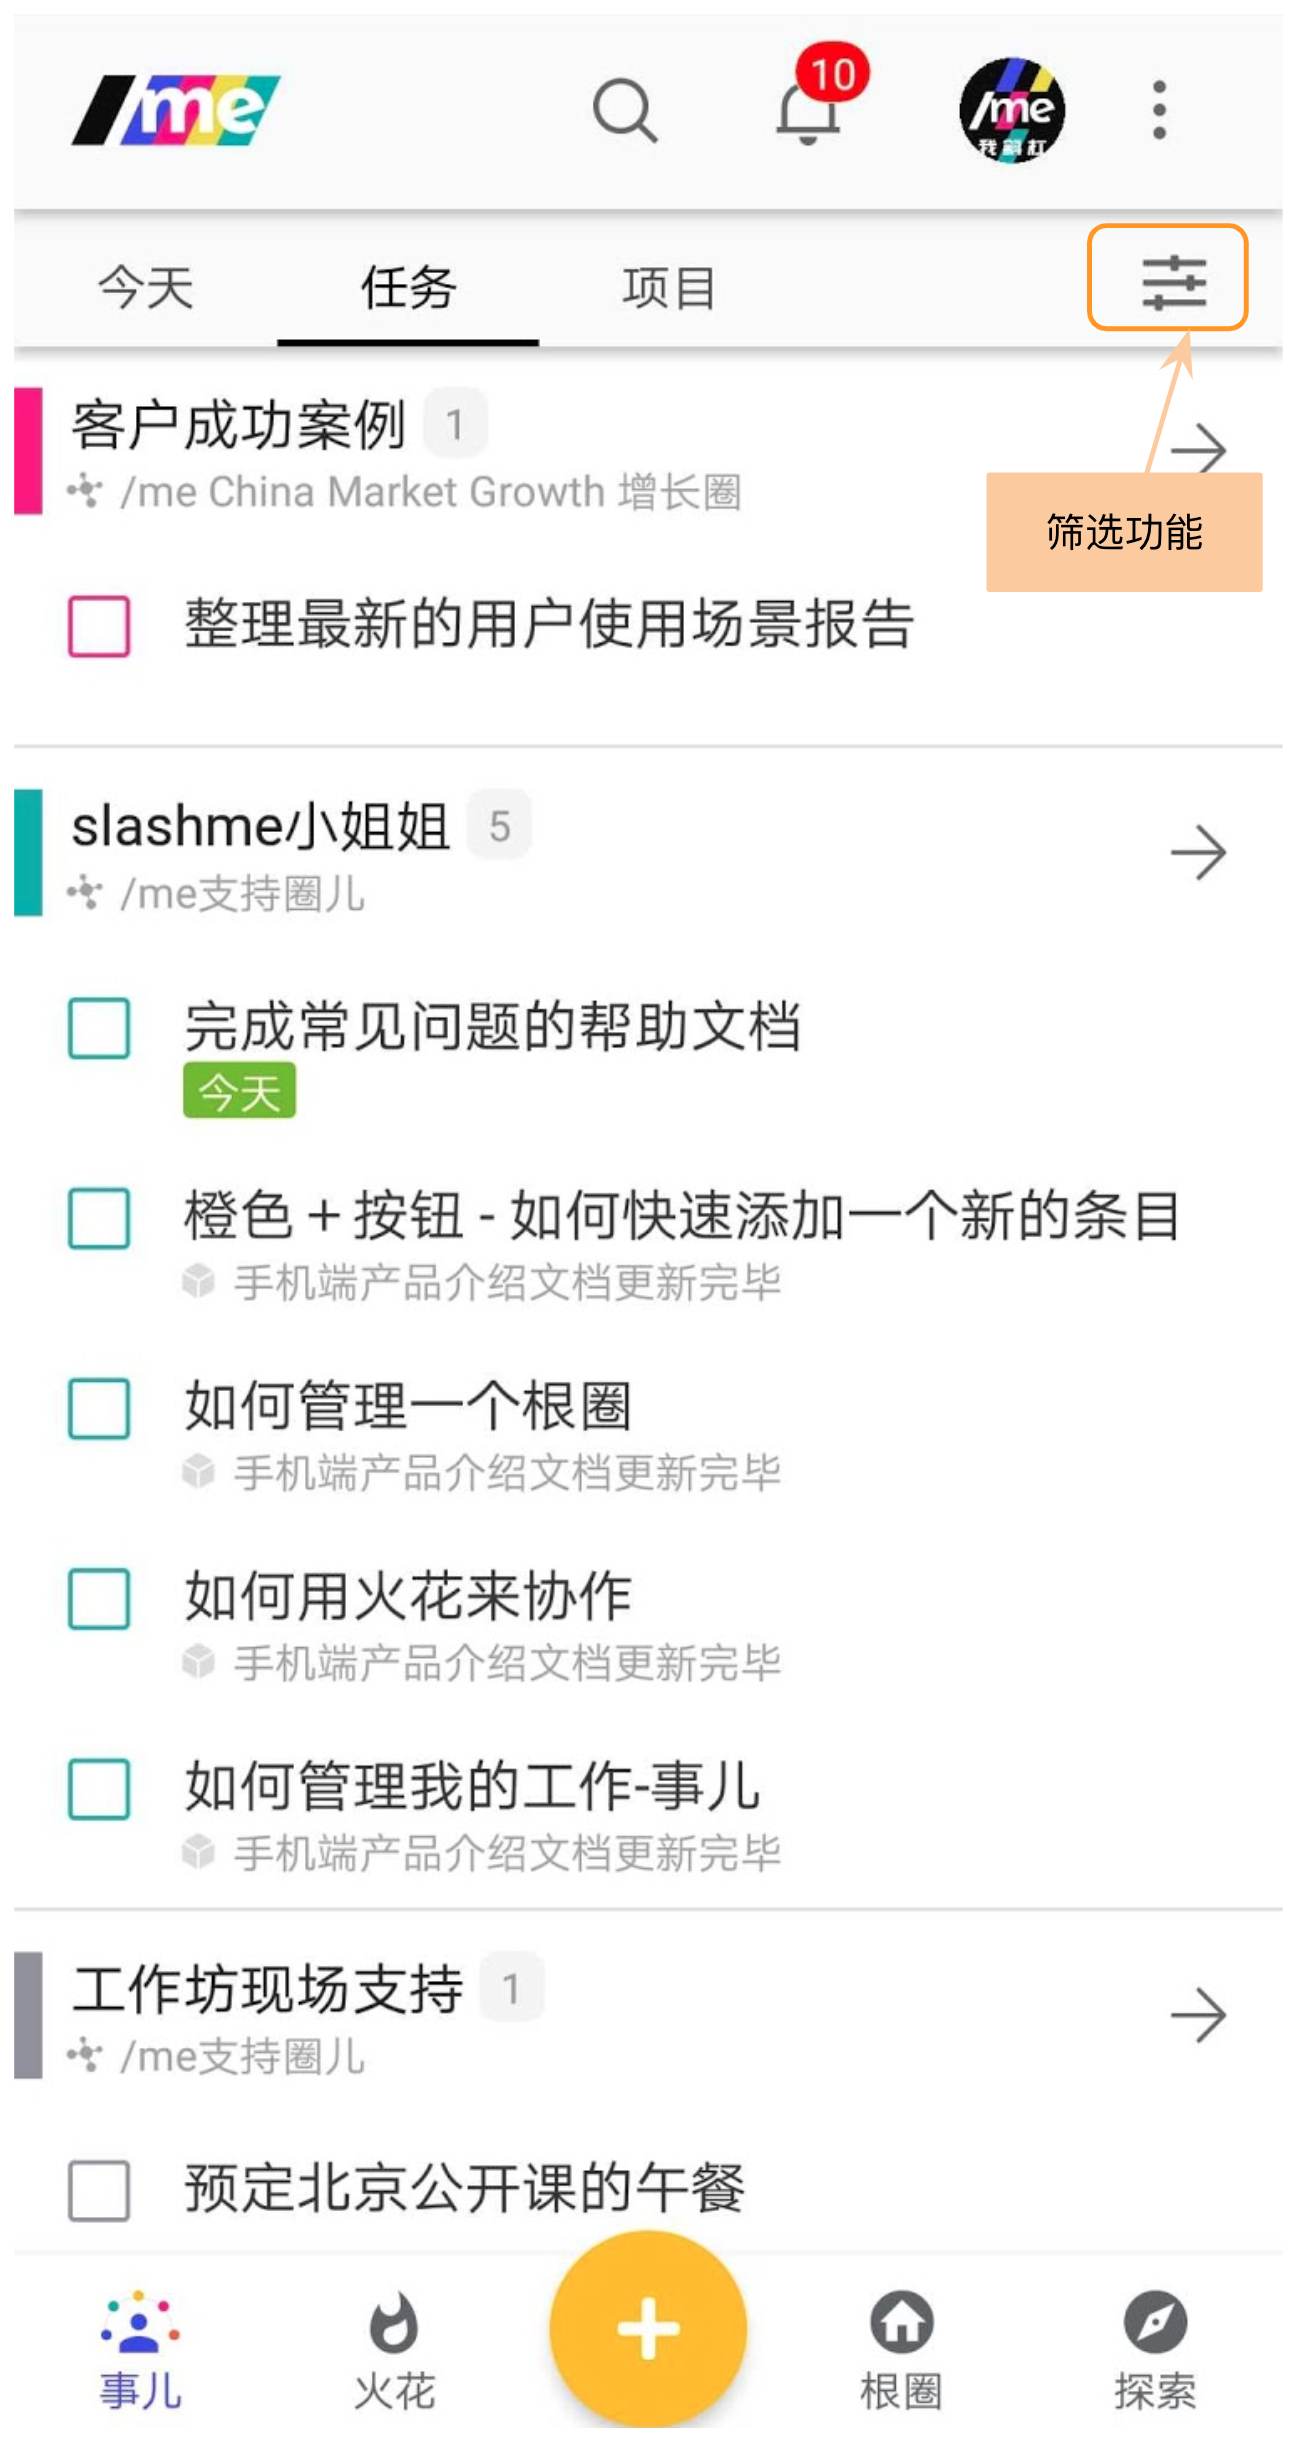 /me
10
/me
我斜杠
今天 任务 项目
客户成功案例 1
/me China Market Growth 增长圈
筛选功能
整理最新的用户使用场景报告
slashme小姐姐 5
/me支持圈儿
完成常见问题的帮助文档
今天
橙色 + 按钮 - 如何快速添加一个新的条目
手机端产品介绍文档更新完毕
如何管理一个根圈
手机端产品介绍文档更新完毕
如何用火花来协作
手机端产品介绍文档更新完毕
如何管理我的工作-事儿
手机端产品介绍文档更新完毕
工作坊现场支持 1
/me支持圈儿
预定北京公开课的午餐
事儿 火花 根圈 探索